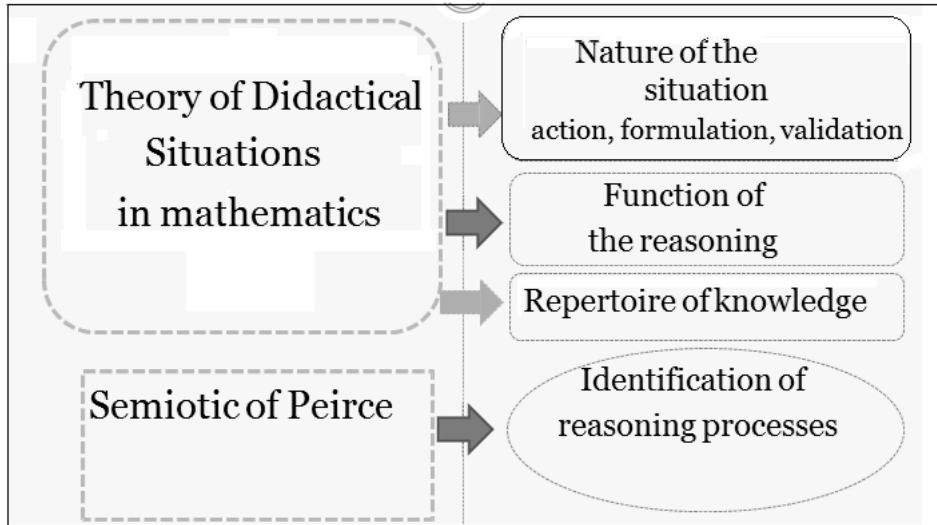 Theory of Didactical
Situations
in mathematics
Nature of the
situation
action, formulation, validation
Function of
the reasoning
Repertoire of knowledge
Semiotic of Peirce
Identification of
reasoning processes